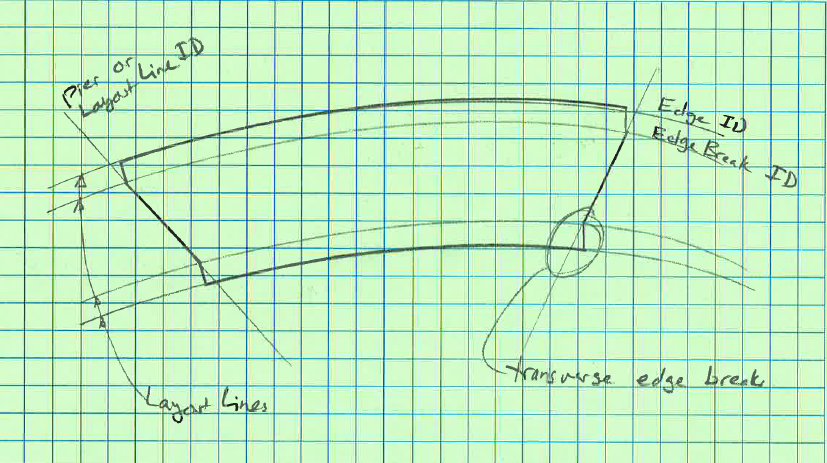 Pier or
Layout Line ID
Edge ID
Edge Break ID
transverse edge break
Layout Lines